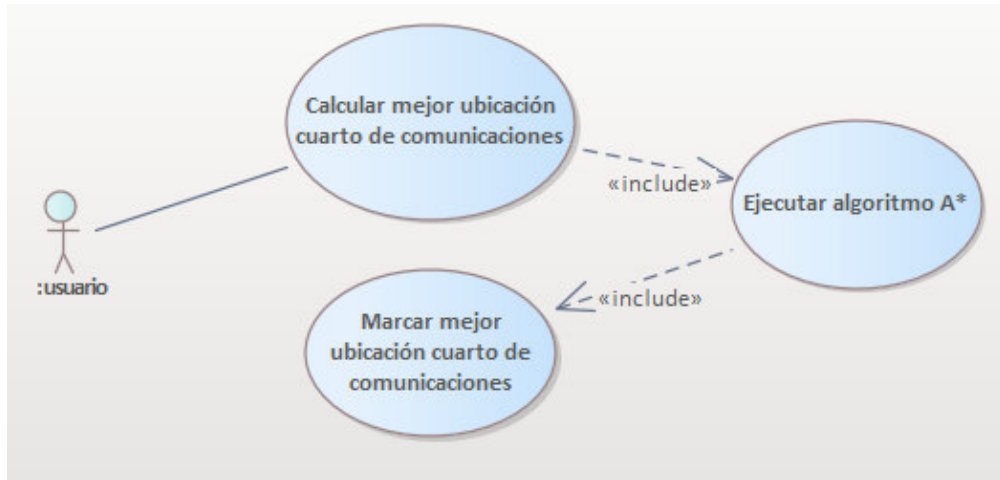 Calcular mejor ubicación
cuarto de comunicaciones
«include»
Ejecutar algoritmo A*
:usuario
«include»
Marcar mejor
ubicación cuarto de
comunicaciones